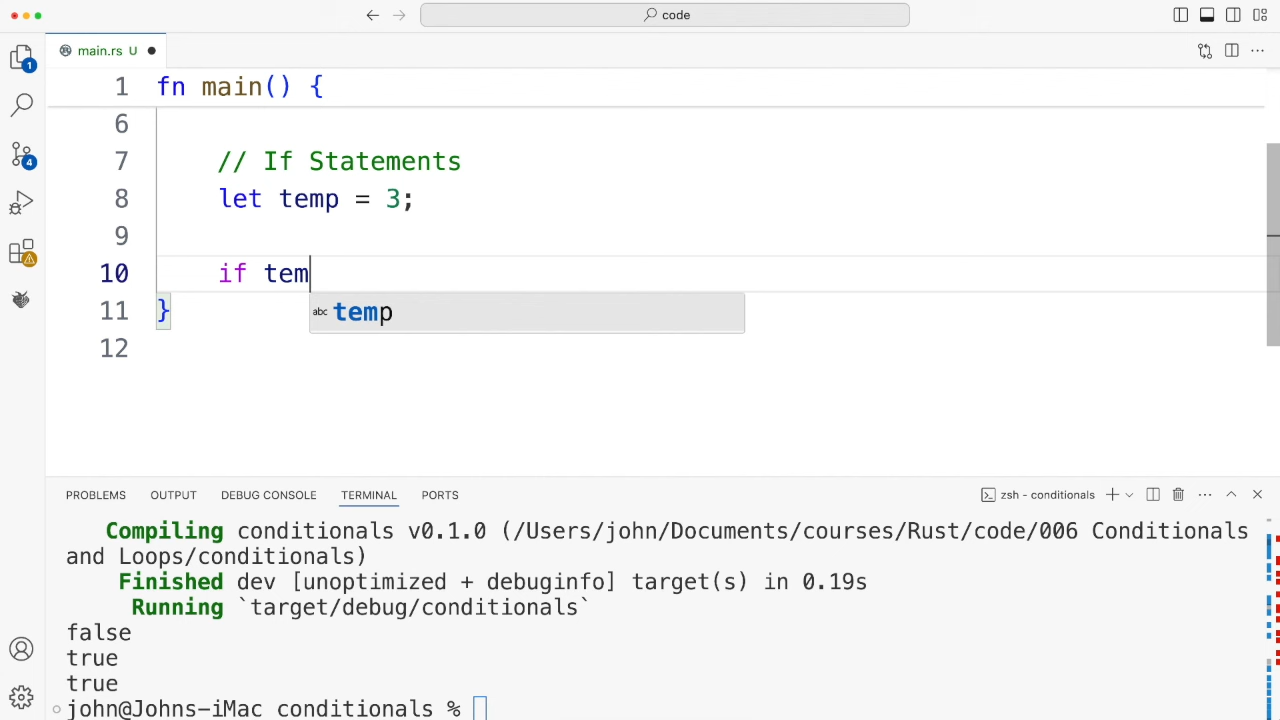 code
main.rs U
1 fn main() {
6
7 // If Statements
8 let temp = 3;
9
10 if tem
abc temp
11 }
12
1
4
PROBLEMS OUTPUT DEBUG CONSOLE TERMINAL PORTS
zsh - conditionals
Compiling conditionals v0.1.0 (/Users/john/Documents/courses/Rust/code/006 Conditionals
and Loops/conditionals)
Finished dev [unoptimized + debuginfo] target(s) in 0.19s
Running `target/debug/conditionals`
false
true
true
john@Johns-iMac conditionals %